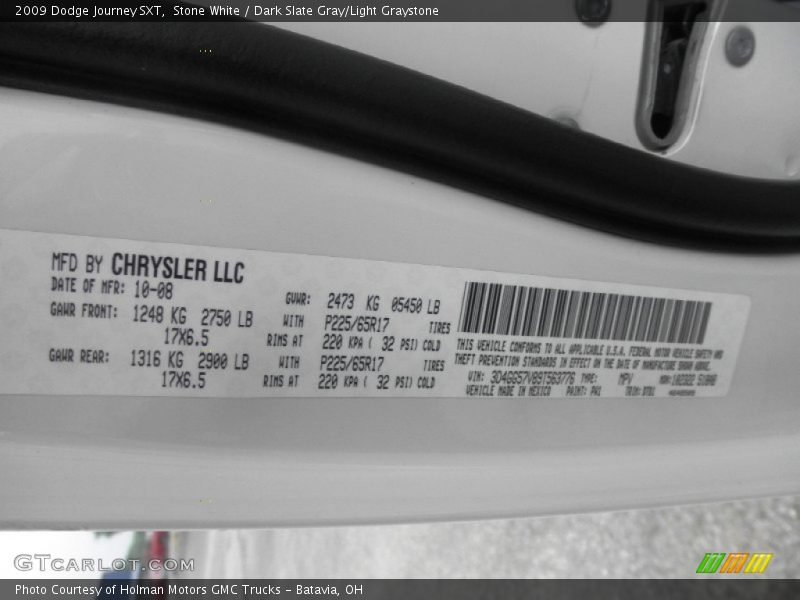 2009 Dodge Journey SXT,  Stone White / Dark Slate Gray/Light Graystone
MFD BY CHRYSLER LLC
DATE OF MFR: 10-08
GAWR FRONT: 1248 KG 2750 LB
17X6.5
GAWR REAR: 1316 KG 2900 LB
17X6.5
GVWR: 2473 KG 05450 LB
WITH P225/65R17 TIRES
RIMS AT 220 KPA ( 32 PSI) COLD
WITH P225/65R17 TIRES
RIMS AT 220 KPA ( 32 PSI) COLD
THIS VEHICLE CONFORMS TO ALL APPLICABLE U.S.A. FEDERAL MOTOR VEHICLE SAFETY AND
THEFT PREVENTION STANDARDS IN EFFECT ON THE DATE OF MANUFACTURE SHOWN ABOVE.
VIN: 3D4GG57V89T563776 TYPE: MPV
VEHICLE MADE IN MEXICO PAINT: PW1 TRIM:
GTCARLOT.COM
Photo Courtesy of Holman Motors GMC Trucks - Batavia, OH